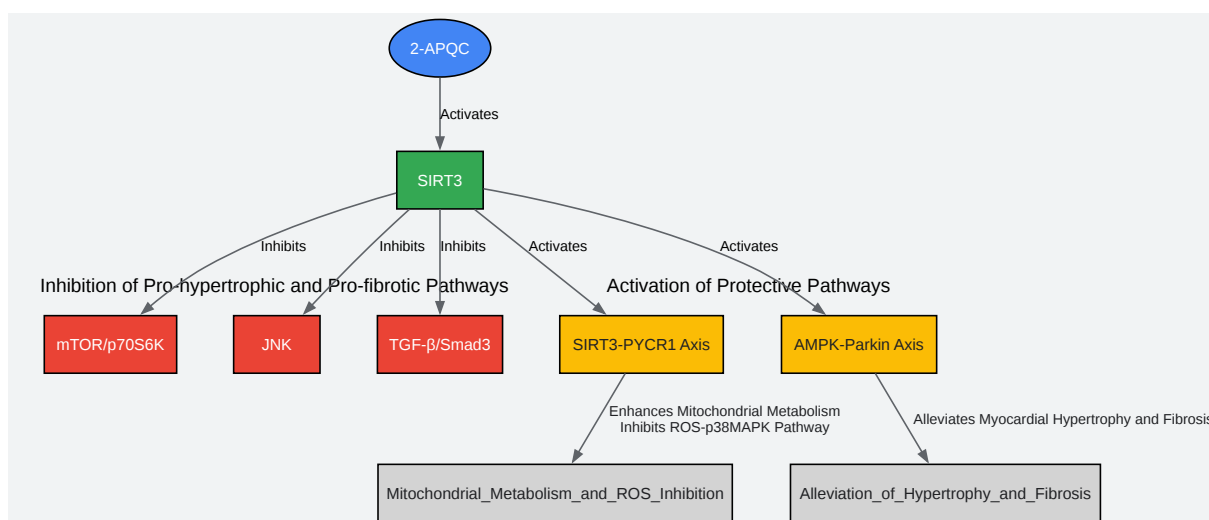 2-APQC
Activates
SIRT3
Inhibits
Inhibits
Inhibits
Activates
Activates
Inhibition of Pro-hypertrophic and Pro-fibrotic Pathways
Activation of Protective Pathways
mTOR/p70S6K
JNK
TGF-β/Smad3
SIRT3-PYCR1 Axis
AMPK-Parkin Axis
Enhances Mitochondrial Metabolism
Inhibits ROS-p38MAPK Pathway
Alleviates Myocardial Hypertrophy and Fibrosis
Mitochondrial_Metabolism_and_ROS_Inhibition
Alleviation_of_Hypertrophy_and_Fibrosis